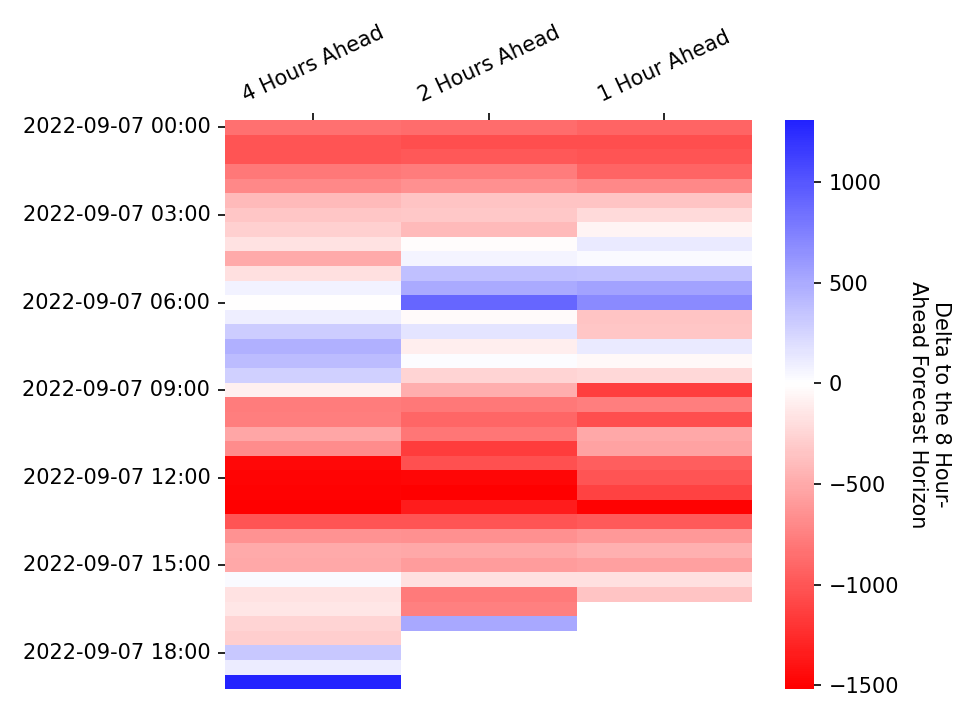 4 Hours Ahead
2 Hours Ahead
1 Hour Ahead
2022-09-07 00:00
2022-09-07 03:00
2022-09-07 06:00
2022-09-07 09:00
2022-09-07 12:00
2022-09-07 15:00
2022-09-07 18:00
1000
500
0
−500
−1000
−1500
Delta to the 8 Hour-
Ahead Forecast Horizon